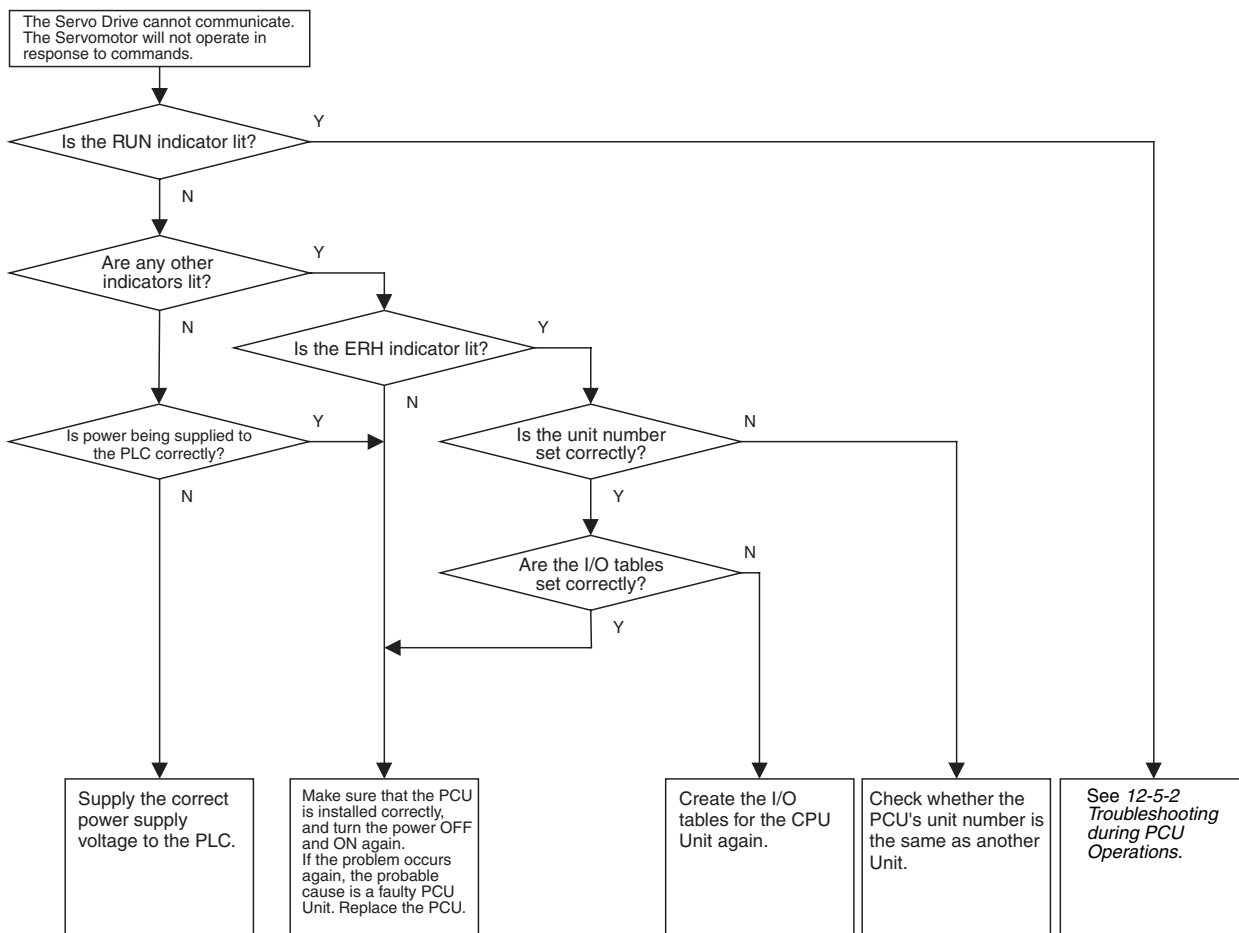 The Servo Drive cannot communicate.
The Servomotor will not operate in
response to commands.
Y
Is the RUN indicator lit?
N
Y
Are any other
indicators lit?
N
Y
Is the ERH indicator lit?
N
Y
N
Is power being supplied to
the PLC correctly?
Is the unit number
set correctly?
N
Y
N
Are the I/O tables
set correctly?
Y
Supply the correct
power supply
voltage to the PLC.
Make sure that the PCU
is installed correctly,
and turn the power OFF
and ON again.
If the problem occurs
again, the probable
cause is a faulty PCU
Unit. Replace the PCU.
Create the I/O
tables for the CPU
Unit again.
Check whether the
PCU's unit number is
the same as another
Unit.
See 12-5-2
Troubleshooting
during PCU
Operations.